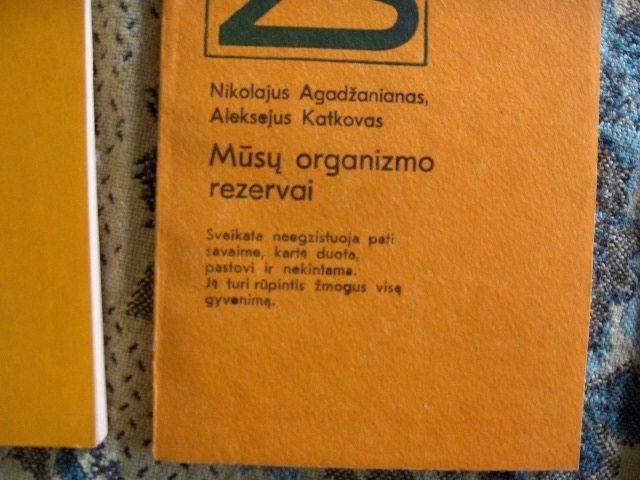 Nikolajus Agadžanianas,
Aleksejus Katkovas
Mūsų organizmo
rezervai
Sveikata neegzistuoja pati
savaime, kartą duota,
pastovi ir nekintama.
Ją turi rūpintis žmogus visą
gyvenimą.